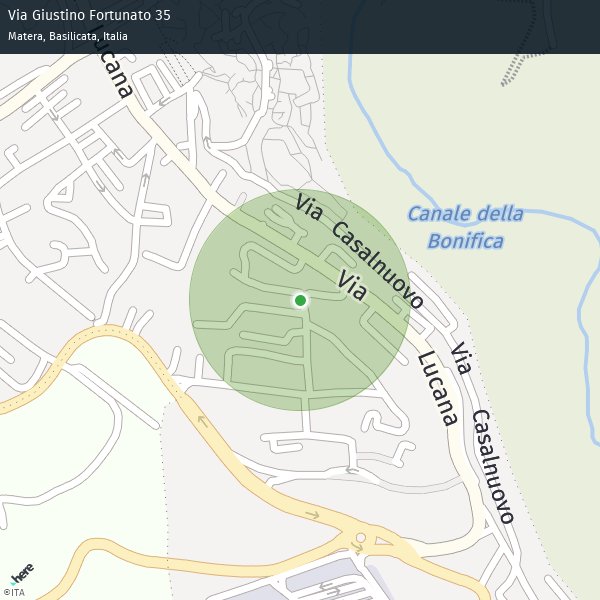 Via Giustino Fortunato 35
Matera, Basilicata, Italia
Lucana
Via Casalnuovo
Canale della
Bonifica
Via Lucana
Via Casalnuovo
here
©ITA